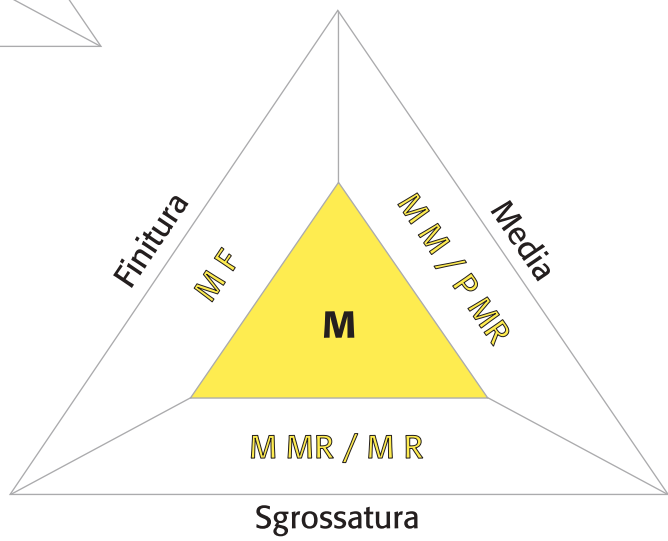 Finitura
M F
Media
M M / P MR
M
M MR / M R
Sgrossatura